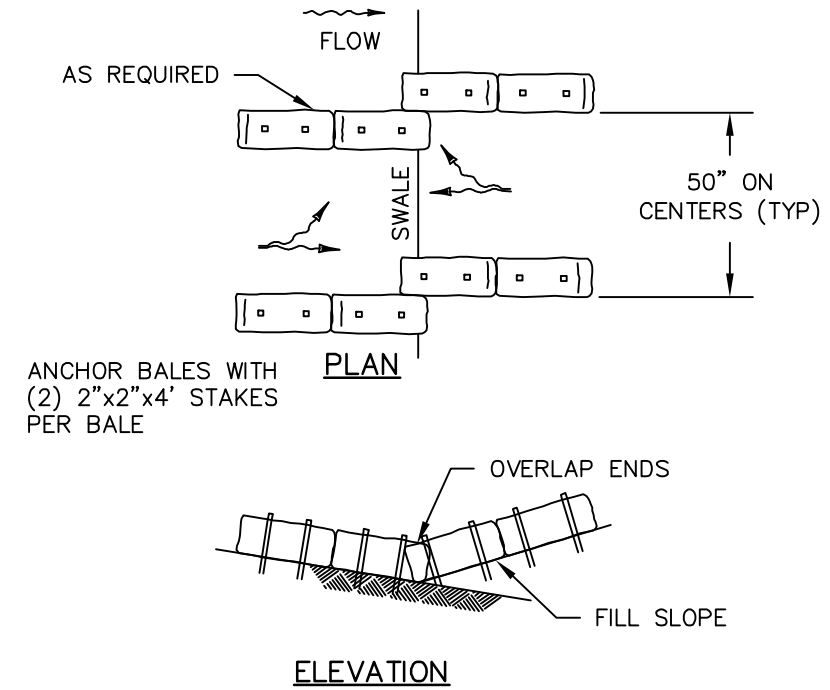 FLOW
AS REQUIRED
50” ON
CENTERS (TYP)
SWALE
PLAN
ANCHOR BALES WITH
(2) 2”x2”x4’ STAKES
PER BALE
OVERLAP ENDS
FILL SLOPE
ELEVATION